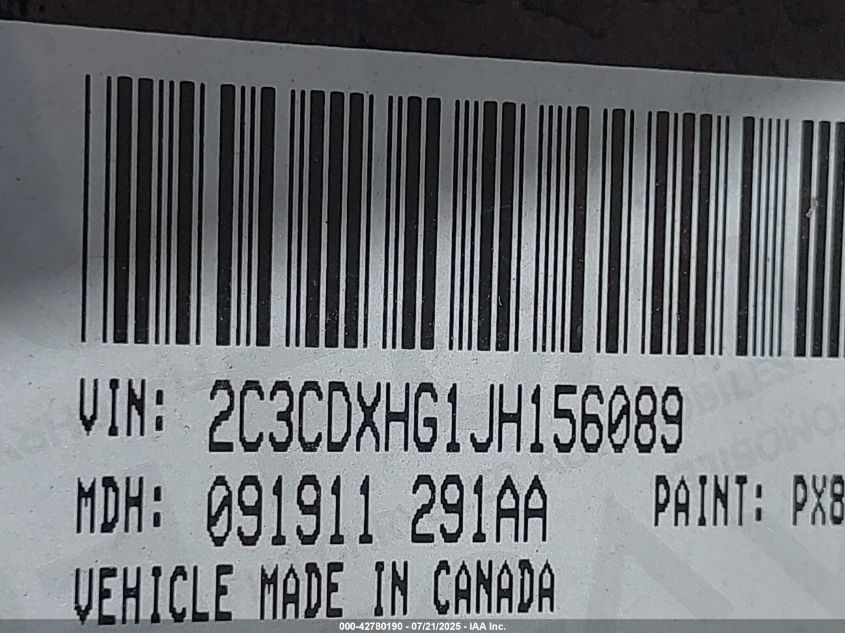 VIN: 2C3CDXHG1JH156089
MDH: 091911 291AA PAINT: PX8
VEHICLE MADE IN CANADA
000-42780190 - 07/21/2025 - IAA Inc.